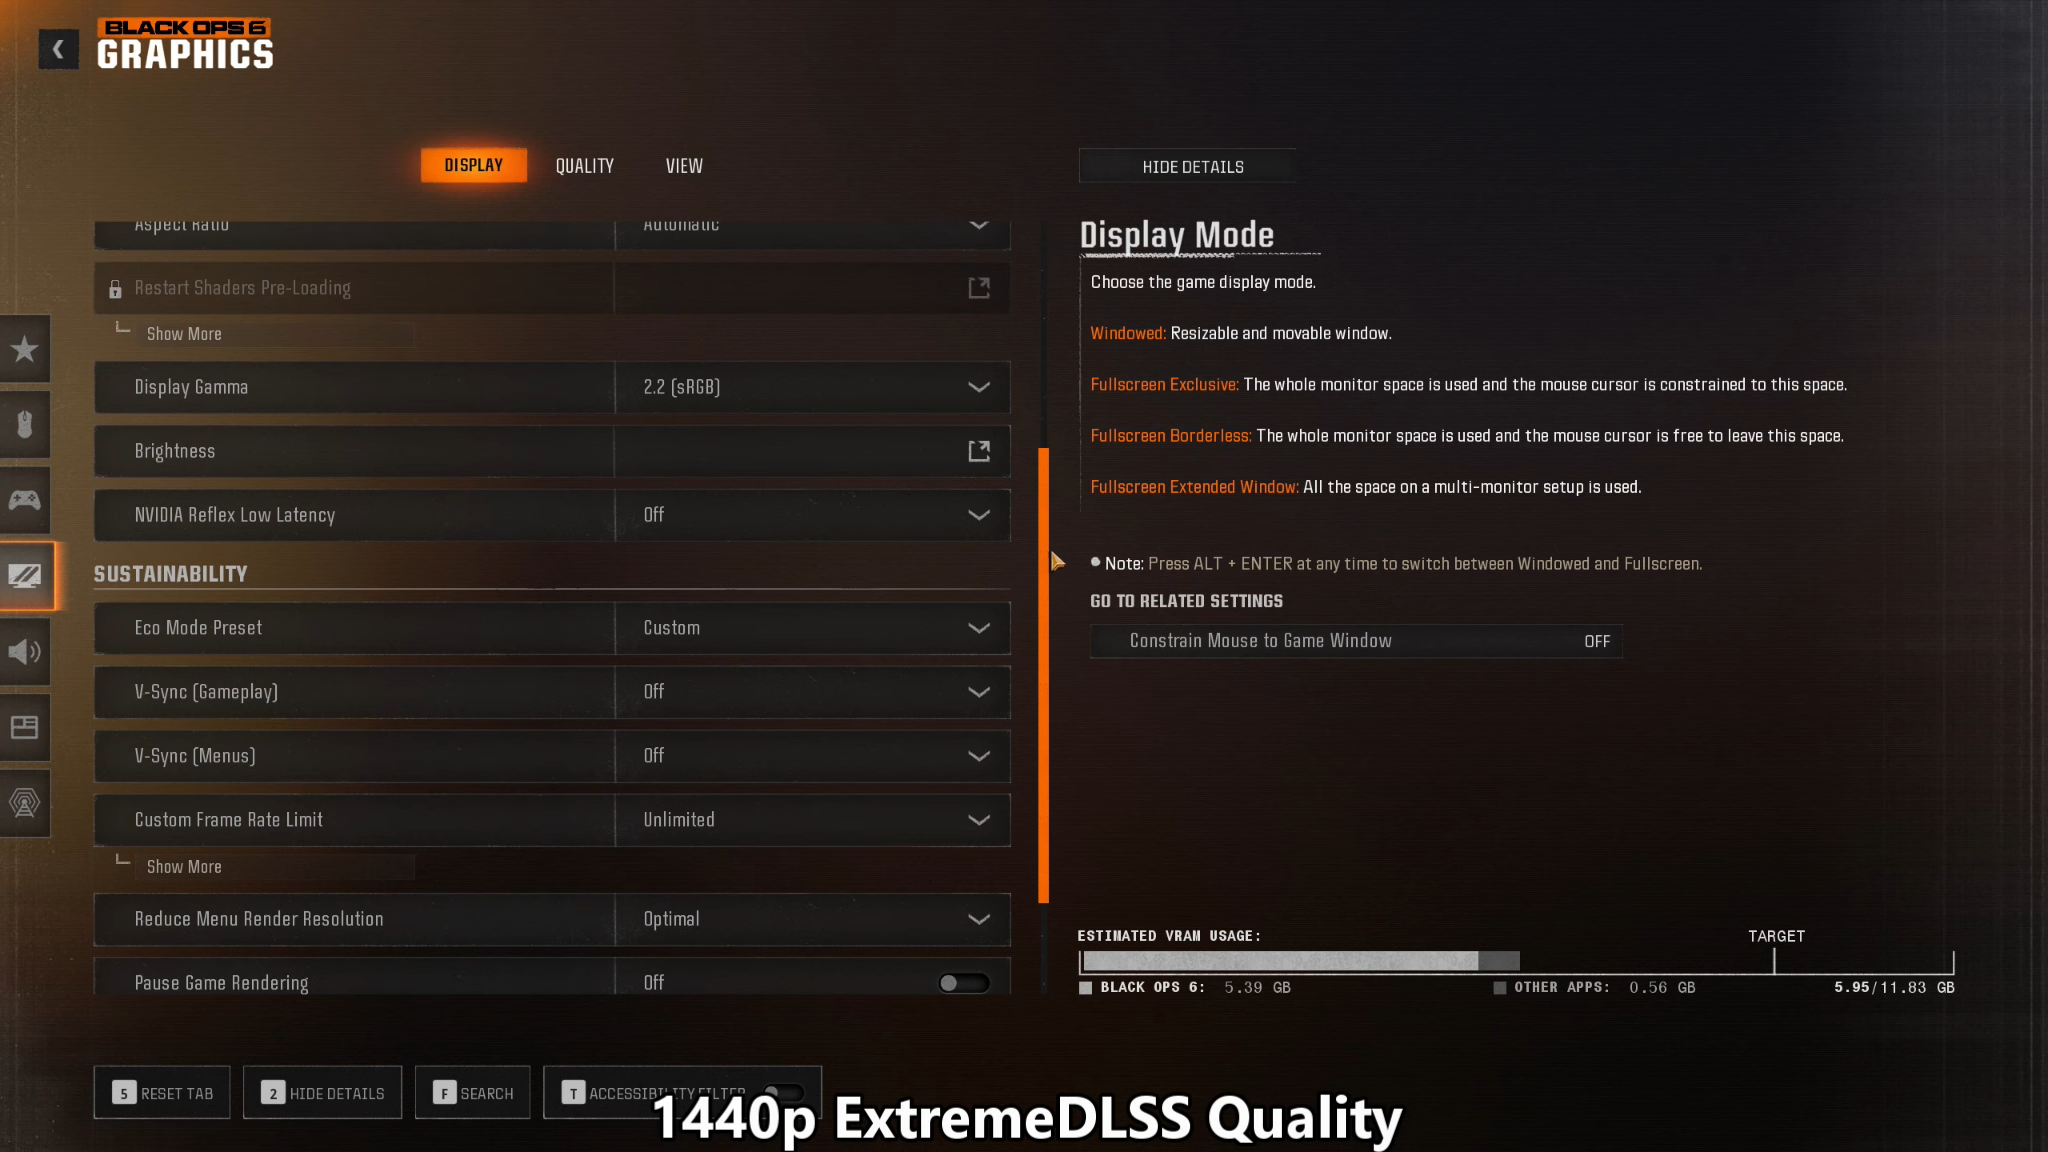 BLACK OPS 6
GRAPHICS
DISPLAY
QUALITY
VIEW
HIDE DETAILS
Aspect Ratio
Automatic
Restart Shaders Pre-Loading
Show More
Display Gamma
2.2 (sRGB)
Brightness
NVIDIA Reflex Low Latency
Off
SUSTAINABILITY
Eco Mode Preset
Custom
V-Sync (Gameplay)
Off
V-Sync (Menus)
Off
Custom Frame Rate Limit
Unlimited
Show More
Reduce Menu Render Resolution
Optimal
Pause Game Rendering
Off
Display Mode
Choose the game display mode.
Windowed: Resizable and movable window.
Fullscreen Exclusive: The whole monitor space is used and the mouse cursor is constrained to this space.
Fullscreen Borderless: The whole monitor space is used and the mouse cursor is free to leave this space.
Fullscreen Extended Window: All the space on a multi-monitor setup is used.
Note: Press ALT + ENTER at any time to switch between Windowed and Fullscreen.
GO TO RELATED SETTINGS
Constrain Mouse to Game Window
OFF
ESTIMATED VRAM USAGE:
TARGET
BLACK OPS 6: 5.39 GB
OTHER APPS: 0.56 GB
5.95/11.83 GB
5 RESET TAB
2 HIDE DETAILS
F SEARCH
T ACCESSIBILITY FILTER
1440p ExtremeDLSS Quality